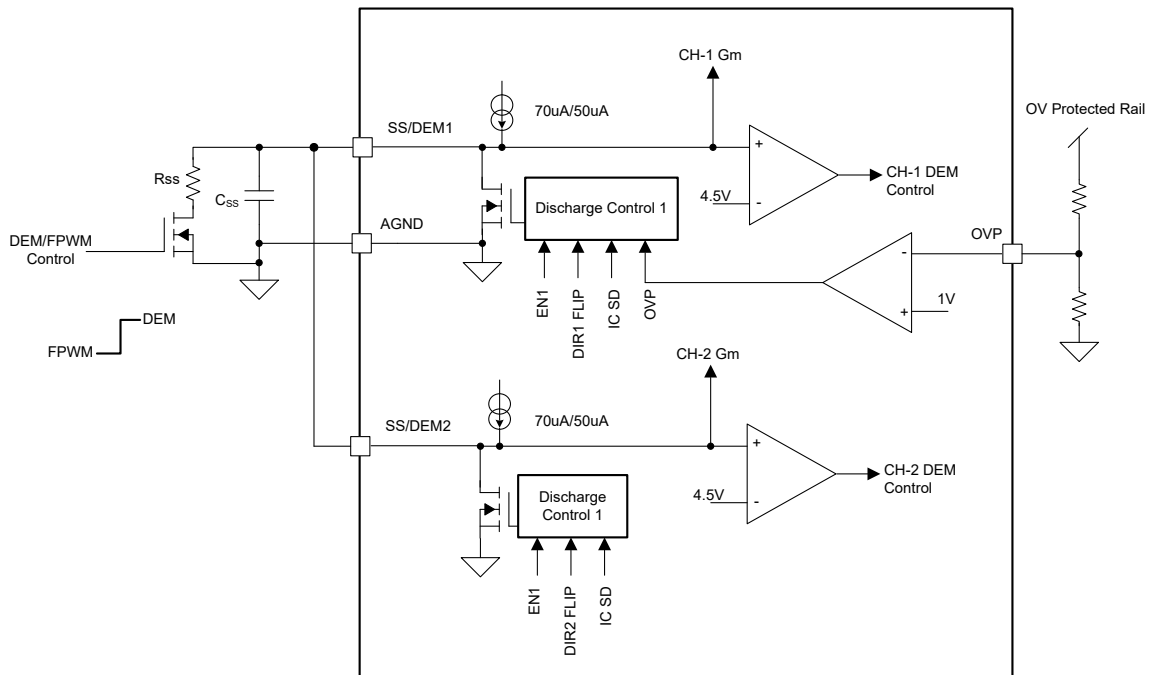 CH-1 Gm
70uA/50uA
OV Protected Rail
SS/DEM1
+
CH-1 DEM
Control
4.5V
-
Rss
CSS
Discharge Control 1
AGND
DEM/FPWM
Control
OVP
-
1V
+
EN1
DIR1 FLIP
IC SD
OVP
DEM
FPWM
CH-2 Gm
70uA/50uA
SS/DEM2
+
CH-2 DEM
Control
4.5V
-
Discharge
Control 1
EN1
DIR2 FLIP
IC SD